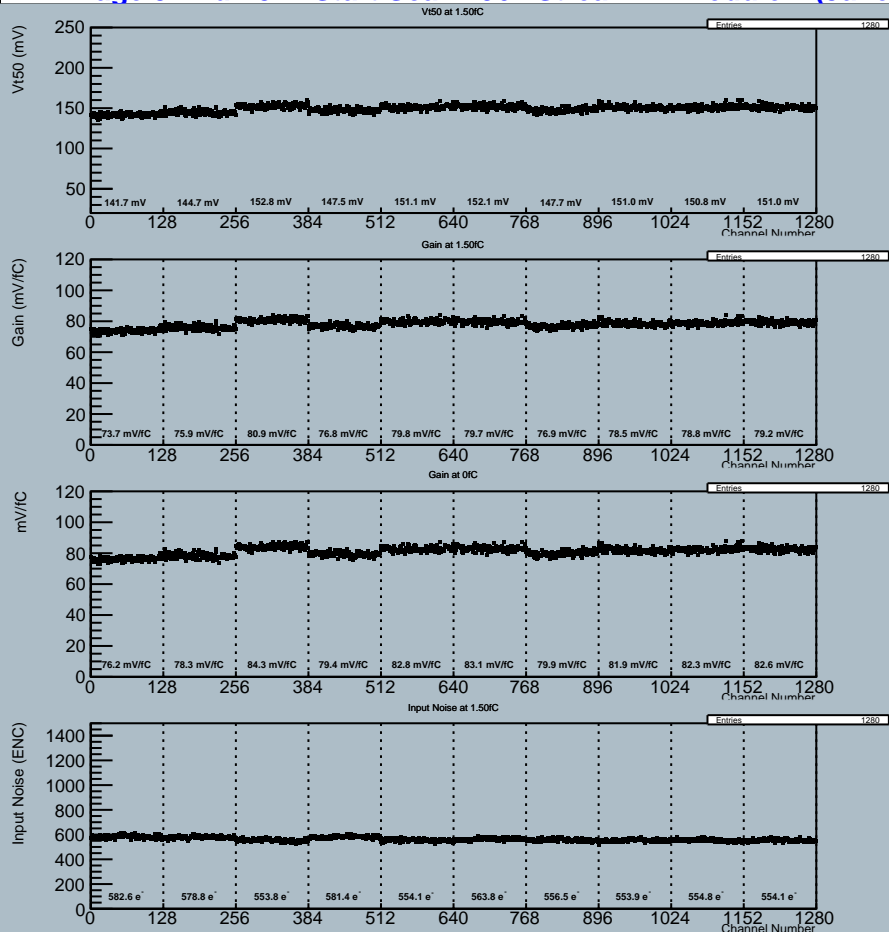 Vt50 at 1.50fC
Entries 1280
Vt50 (mV)
250
200
150
100
50
141.7 mV 144.7 mV 152.8 mV 147.5 mV 151.1 mV 152.1 mV 147.7 mV 151.0 mV 150.8 mV 151.0 mV
0 128 256 384 512 640 768 896 1024 1152 1280
Channel Number
Gain at 1.50fC
Entries 1280
Gain (mV/fC)
120
100
80
60
40
20
0
73.7 mV/fC 75.9 mV/fC 80.9 mV/fC 76.8 mV/fC 79.8 mV/fC 79.7 mV/fC 76.9 mV/fC 78.5 mV/fC 78.8 mV/fC 79.2 mV/fC
0 128 256 384 512 640 768 896 1024 1152 1280
Channel Number
Gain at 0fC
Entries 1280
mV/fC
120
100
80
60
40
20
0
76.2 mV/fC 78.3 mV/fC 84.3 mV/fC 79.4 mV/fC 82.8 mV/fC 83.1 mV/fC 79.9 mV/fC 81.9 mV/fC 82.3 mV/fC 82.6 mV/fC
0 128 256 384 512 640 768 896 1024 1152 1280
Channel Number
Input Noise at 1.50fC
Entries 1280
Input Noise (ENC)
1400
1200
1000
800
600
400
200
0
582.6 e⁻ 578.8 e⁻ 553.8 e⁻ 581.4 e⁻ 554.1 e⁻ 563.8 e⁻ 556.5 e⁻ 553.9 e⁻ 554.8 e⁻ 554.1 e⁻
0 128 256 384 512 640 768 896 1024 1152 1280
Channel Number